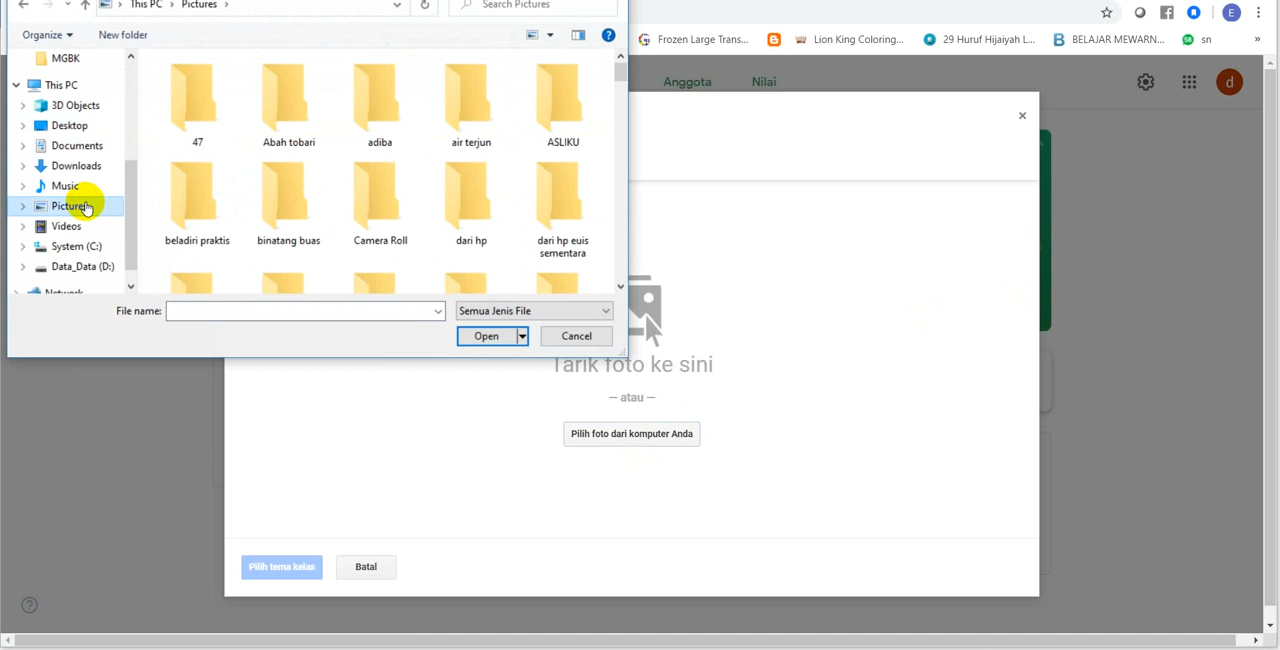 This PC > Pictures >
Search Pictures
Organize
New folder
MGBK
This PC
3D Objects
Desktop
Documents
Downloads
Music
Pictures
Videos
System (C:)
Data_Data (D:)
Network
47
Abah tobari
adiba
air terjun
ASLIKU
beladiri praktis
binatang buas
Camera Roll
dari hp
dari hp euis
sementara
File name:
Semua Jenis File
Open
Cancel
E
Frozen Large Trans...
Lion King Coloring...
29 Huruf Hijaiyah L...
BELAJAR MEWARN...
sn
»
Anggota
Nilai
d
×
Tarik foto ke sini
— atau —
Pilih foto dari komputer Anda
Pilih tema kelas
Batal